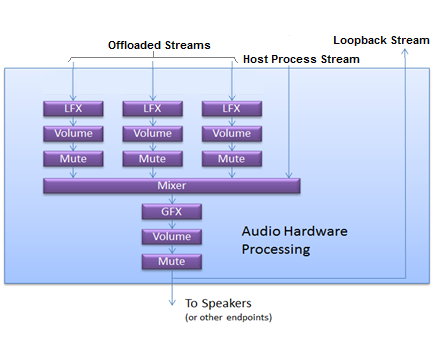 Loopback Stream
Offloaded Streams
Host Process Stream
LFX LFX LFX
Volume Volume Volume
Mute Mute Mute
Mixer
GFX
Volume
Audio Hardware
Processing
Mute
To Speakers
(or other endpoints)